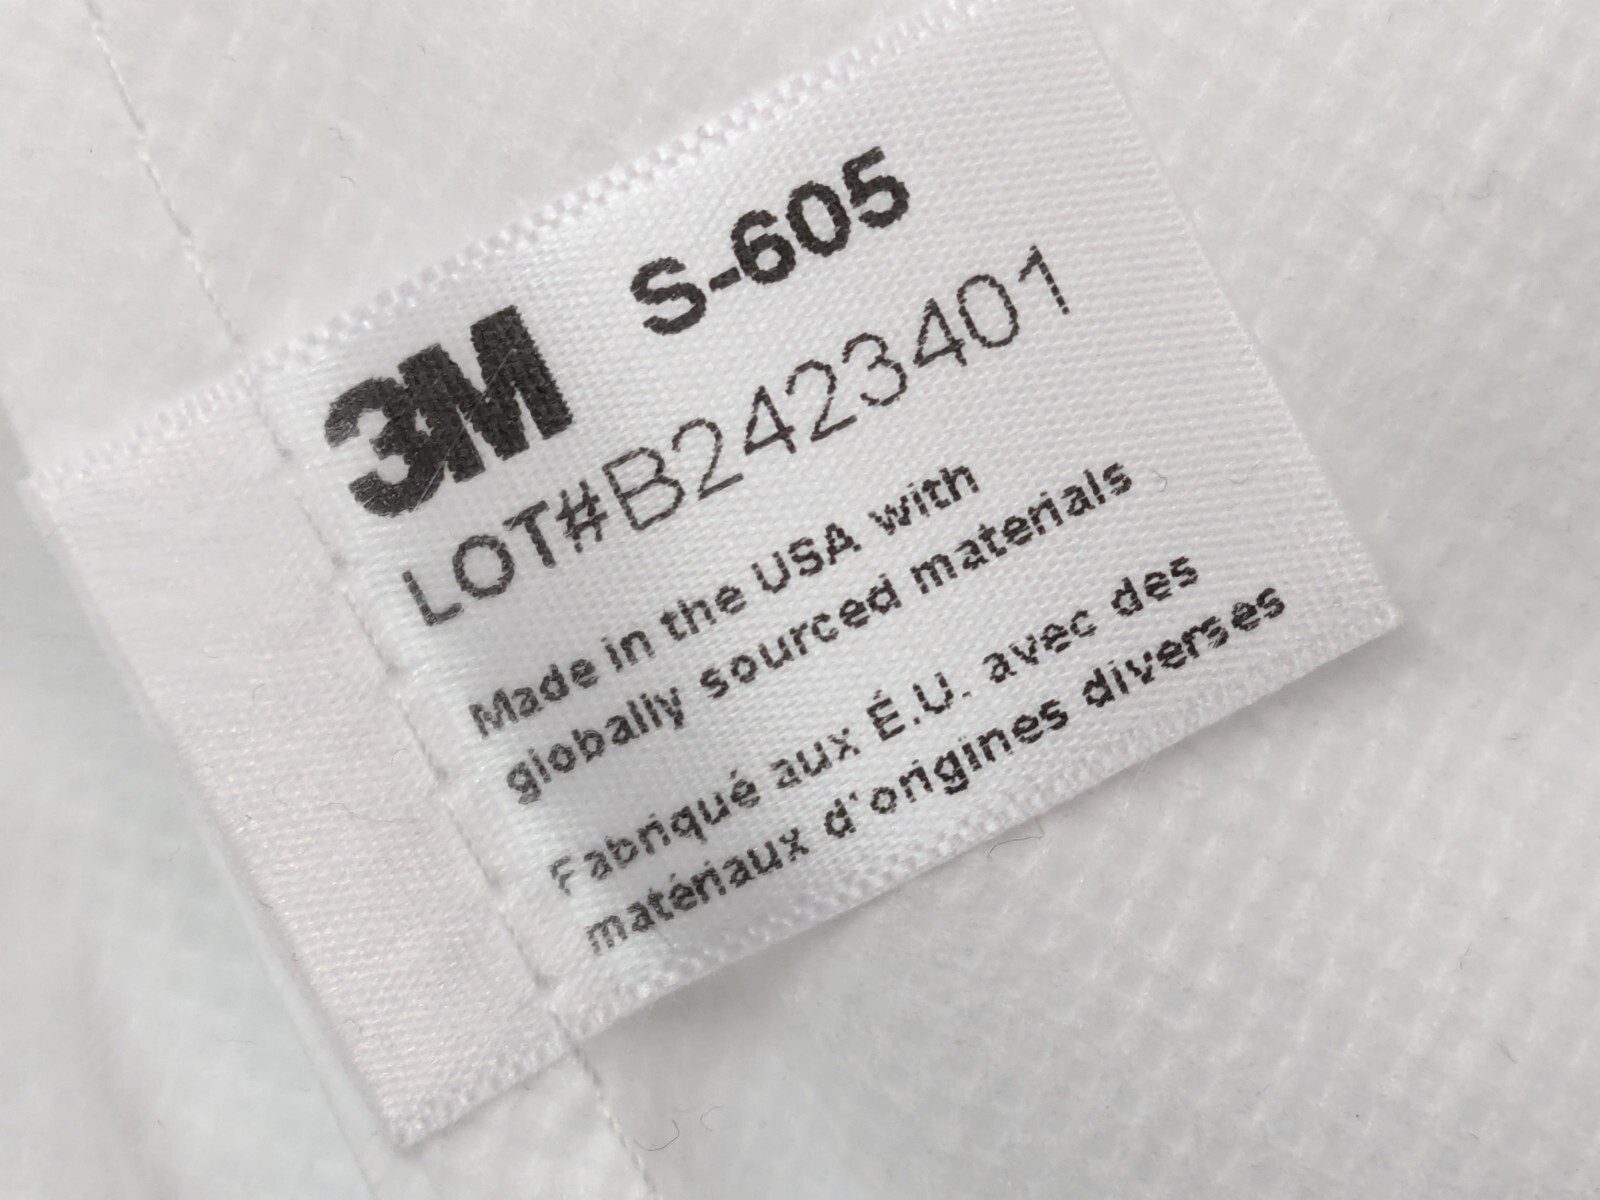 3M S-605
LOT#B2423401
Made in the USA with
globally sourced materials
Fabriqué aux É.U. avec des
matériaux d'origines diverses